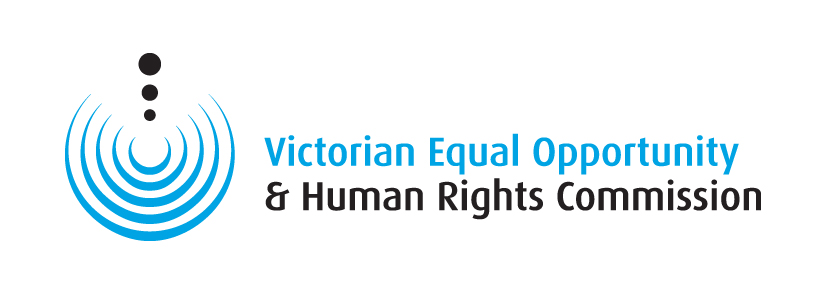 Victorian Equal Opportunity
& Human Rights Commission